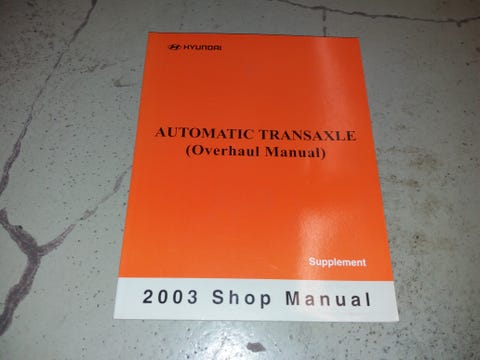 HYUNDAI
AUTOMATIC TRANSAXLE
(Overhaul Manual)
Supplement
2003 Shop Manual